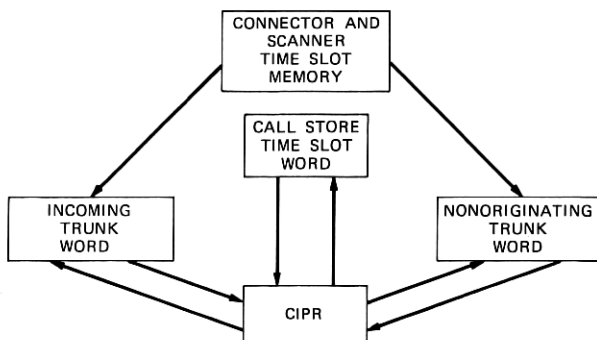 CONNECTOR AND
SCANNER
TIME SLOT
MEMORY
CALL STORE
TIME SLOT
WORD
INCOMING
TRUNK
WORD
NONORIGINATING
TRUNK
WORD
CIPR